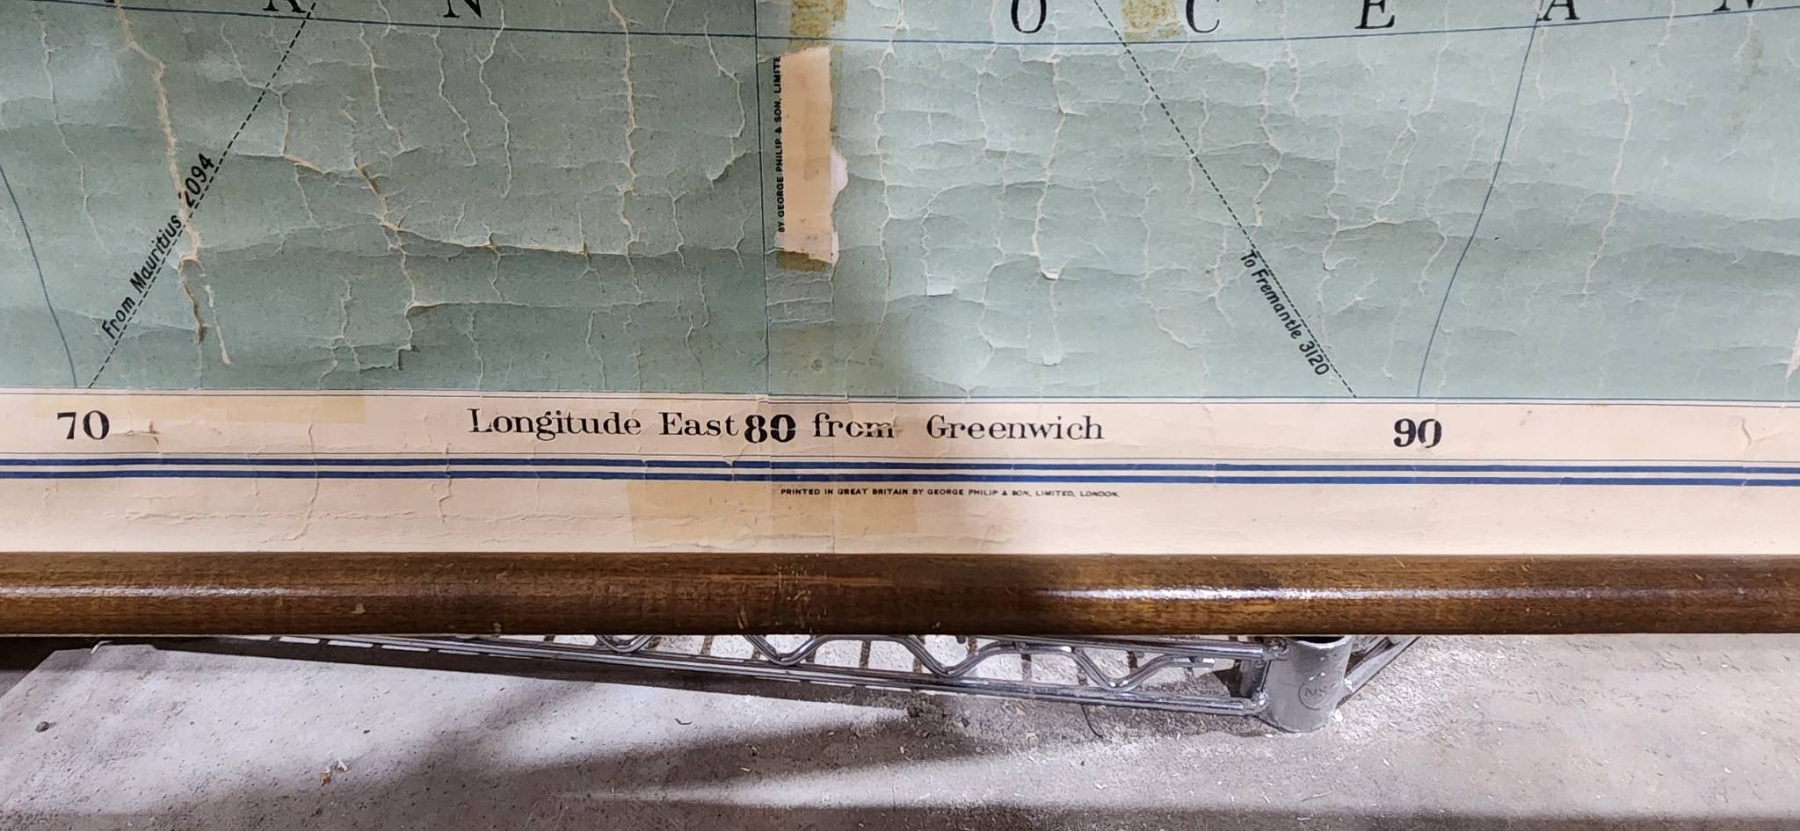 A N
O C E A N
From Mauritius 2094
BY GEORGE PHILIP & SON, LIMITE
To Fremantle 3120
70
Longitude East 80 from Greenwich
90
PRINTED IN GREAT BRITAIN BY GEORGE PHILIP & SON, LIMITED, LONDON.